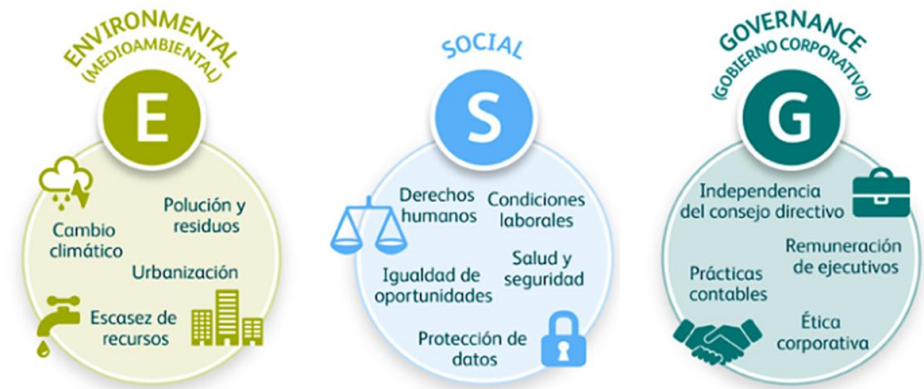 ENVIRONMENTAL
(MEDIOAMBIENTAL)
E
Polución y
residuos
Cambio
climático
Urbanización
Escasez de
recursos
SOCIAL
S
Derechos
humanos
Condiciones
laborales
Igualdad de
oportunidades
Salud y
seguridad
Protección de
datos
GOVERNANCE
(GOBIERNO CORPORATIVO)
G
Independencia
del consejo directivo
Remuneración
de ejecutivos
Prácticas
contables
Ética
corporativa